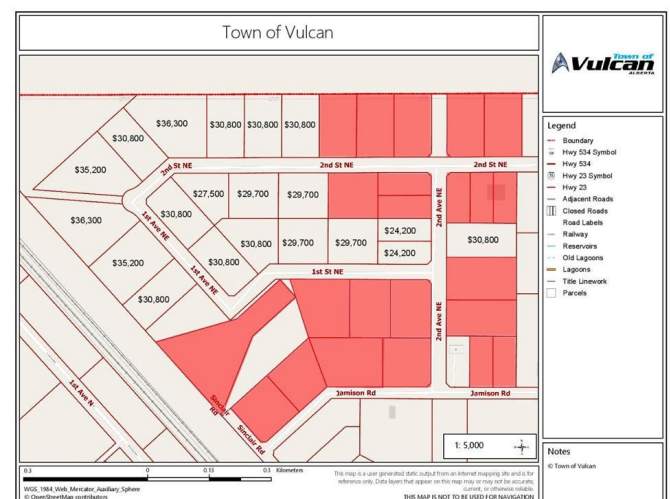 Town of Vulcan
Town of
Vulcan
ALBERTA
$36,300
$30,800
$30,800
$30,800
$30,800
$35,200
2nd St NE
2nd St NE
2nd St NE
$27,500
$29,700
$29,700
$36,300
$30,800
1st Ave NE
2nd Ave NE
$24,200
$30,800
$30,800
$29,700
$29,700
$24,200
$35,200
$30,800
1st Ave NE
1st St NE
$30,800
2nd Ave NE
1st Ave N
Sinclair Rd
Sinclair Rd
Jamison Rd
Jamison Rd
Legend
Boundary
Hwy 534 Symbol
Hwy 534
Hwy 23 Symbol
Hwy 23
Adjacent Roads
Closed Roads
Road Labels
Railway
Reservoirs
Old Lagoons
Lagoons
Title Linework
Parcels
1: 5,000
Notes
© Town of Vulcan
0.3 0 0.13 0.3 Kilometers
WGS_1984_Web_Mercator_Auxiliary_Sphere
© OpenStreetMap contributors
This map is a user generated static output from an Internet mapping site and is for
reference only. Data layers that appear on this map may or may not be accurate,
current, or otherwise reliable.
THIS MAP IS NOT TO BE USED FOR NAVIGATION